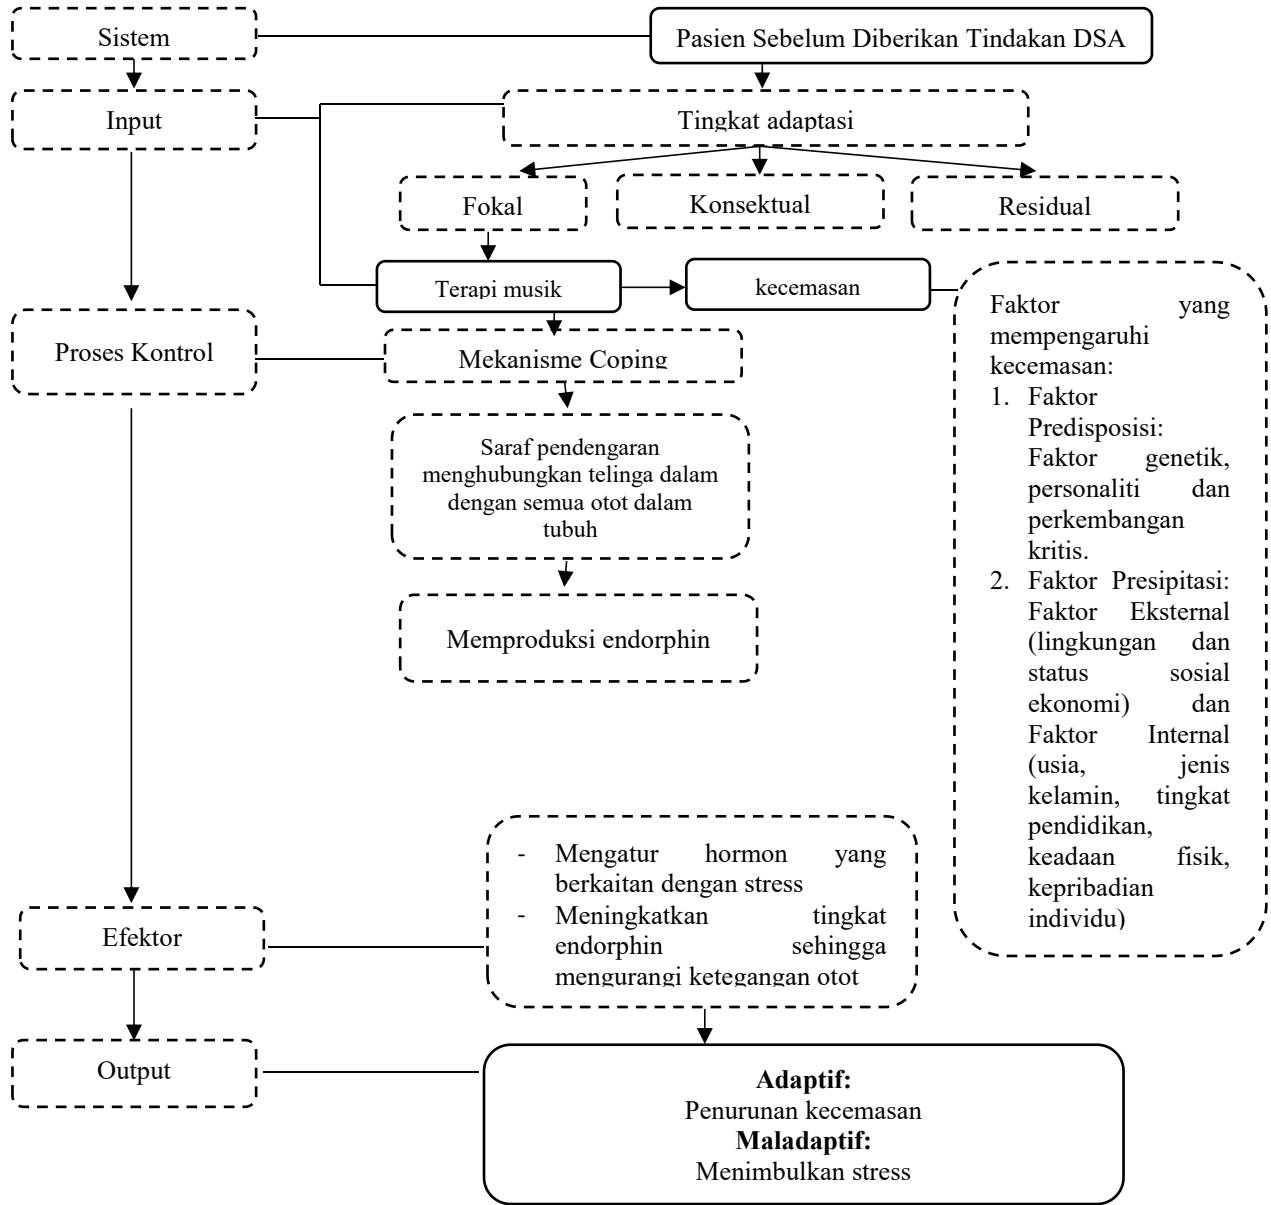 Sistem
Pasien Sebelum Diberikan Tindakan DSA
Input
Tingkat adaptasi
Fokal
Konsektual
Residual
Terapi musik
kecemasan
Proses Kontrol
Mekanisme Coping
Saraf pendengaran
menghubungkan telinga dalam
dengan semua otot dalam
tubuh
Memproduksi endorphin
Faktor yang
mempengaruhi
kecemasan:
1. Faktor
Predisposisi:
Faktor genetik,
personaliti dan
perkembangan
kritis.
2. Faktor Presipitasi:
Faktor Eksternal
(lingkungan dan
status sosial
ekonomi) dan
Faktor Internal
(usia, jenis
kelamin, tingkat
pendidikan,
keadaan fisik,
kepribadian
individu)
Efektor
- Mengatur hormon yang
berkaitan dengan stress
- Meningkatkan tingkat
endorphin sehingga
mengurangi ketegangan otot
Output
Adaptif:
Penurunan kecemasan
Maladaptif:
Menimbulkan stress